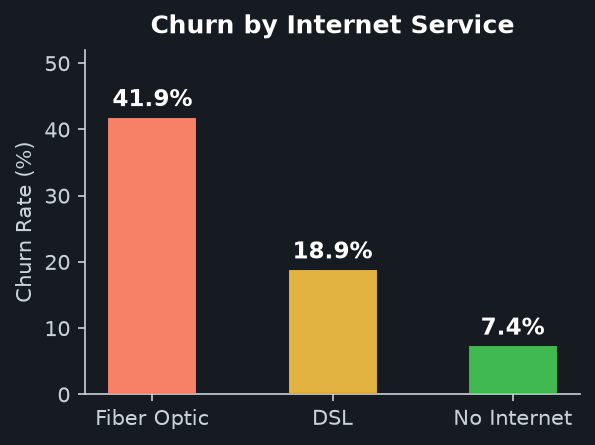 Churn by Internet Service
Churn Rate (%)
50
40
30
20
10
0
41.9%
18.9%
7.4%
Fiber Optic
DSL
No Internet